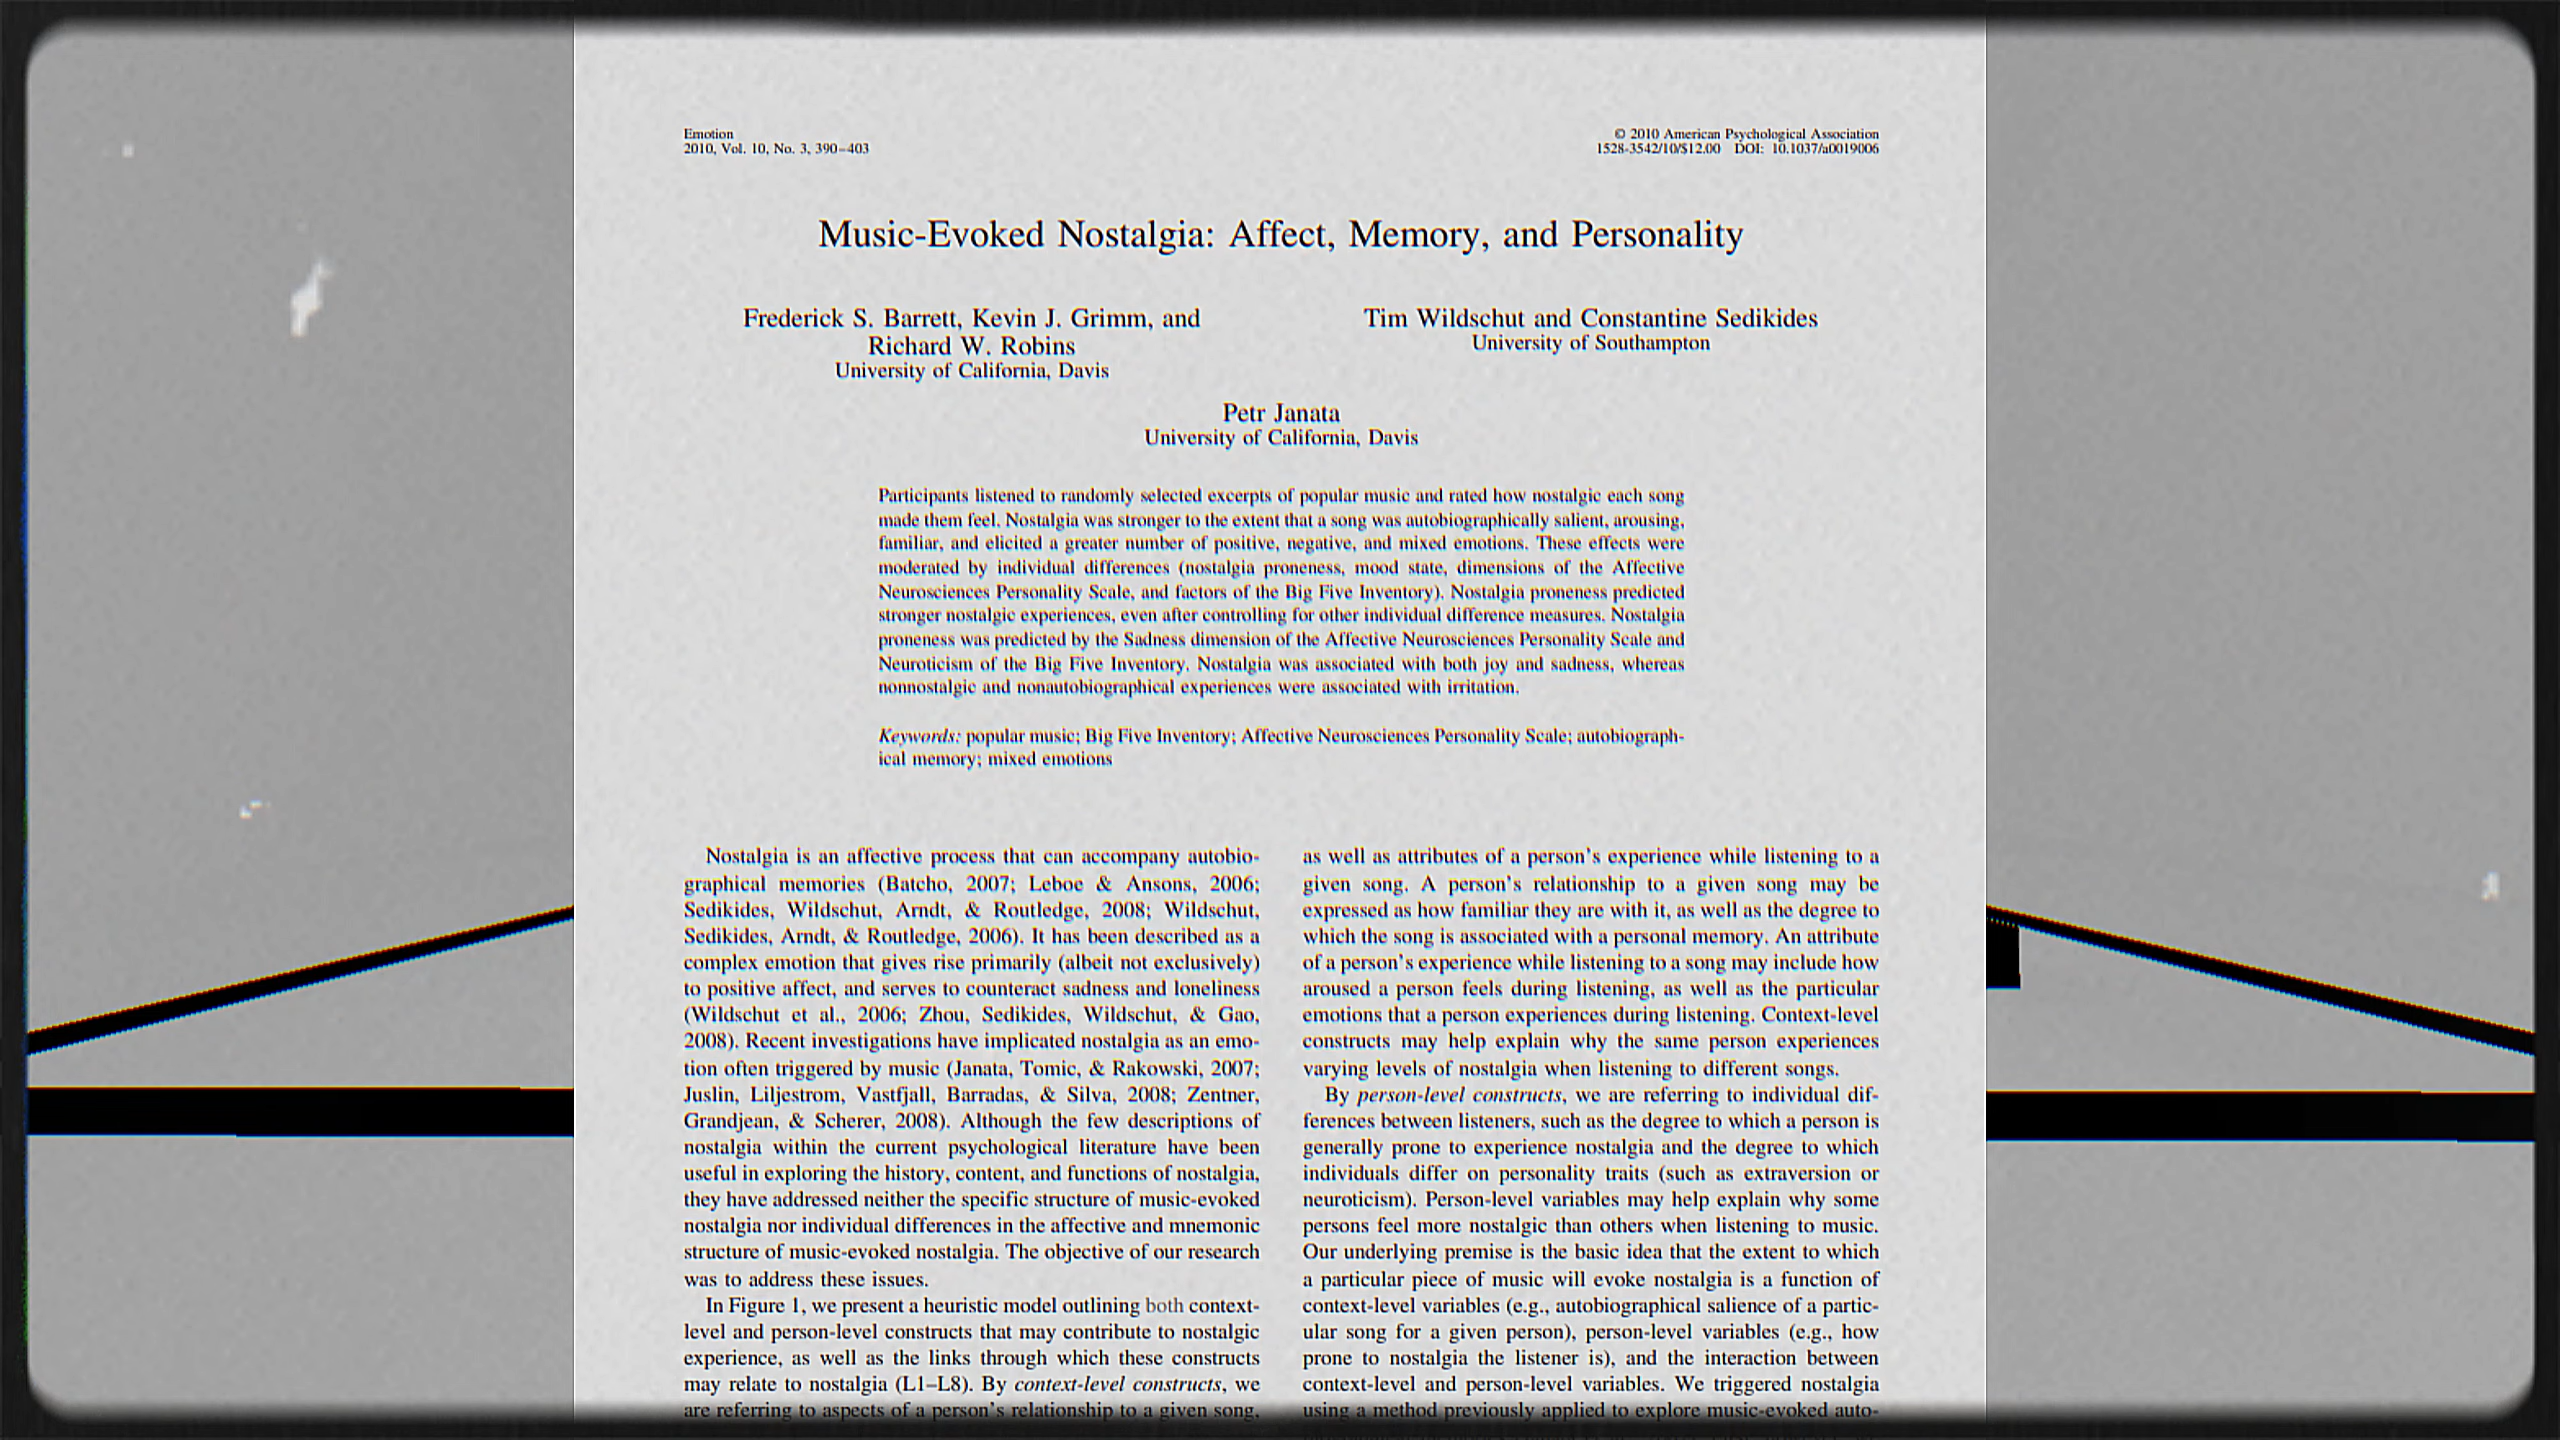 Emotion
2010, Vol. 10, No. 3, 390–403
© 2010 American Psychological Association
1528-3542/10/$12.00 DOI: 10.1037/a0019006
Music-Evoked Nostalgia: Affect, Memory, and Personality
Frederick S. Barrett, Kevin J. Grimm, and
Richard W. Robins
University of California, Davis
Tim Wildschut and Constantine Sedikides
University of Southampton
Petr Janata
University of California, Davis
Participants listened to randomly selected excerpts of popular music and rated how nostalgic each song
made them feel. Nostalgia was stronger to the extent that a song was autobiographically salient, arousing,
familiar, and elicited a greater number of positive, negative, and mixed emotions. These effects were
moderated by individual differences (nostalgia proneness, mood state, dimensions of the Affective
Neurosciences Personality Scale, and factors of the Big Five Inventory). Nostalgia proneness predicted
stronger nostalgic experiences, even after controlling for other individual difference measures. Nostalgia
proneness was predicted by the Sadness dimension of the Affective Neurosciences Personality Scale and
Neuroticism of the Big Five Inventory. Nostalgia was associated with both joy and sadness, whereas
nonnostalgic and nonautobiographical experiences were associated with irritation.
Keywords: popular music; Big Five Inventory; Affective Neurosciences Personality Scale; autobiograph-
ical memory; mixed emotions
Nostalgia is an affective process that can accompany autobio-
graphical memories (Batcho, 2007; Leboe & Ansons, 2006;
Sedikides, Wildschut, Arndt, & Routledge, 2008; Wildschut,
Sedikides, Arndt, & Routledge, 2006). It has been described as a
complex emotion that gives rise primarily (albeit not exclusively)
to positive affect, and serves to counteract sadness and loneliness
(Wildschut et al., 2006; Zhou, Sedikides, Wildschut, & Gao,
2008). Recent investigations have implicated nostalgia as an emo-
tion often triggered by music (Janata, Tomic, & Rakowski, 2007;
Juslin, Liljestrom, Vastfjall, Barradas, & Silva, 2008; Zentner,
Grandjean, & Scherer, 2008). Although the few descriptions of
nostalgia within the current psychological literature have been
useful in exploring the history, content, and functions of nostalgia,
they have addressed neither the specific structure of music-evoked
nostalgia nor individual differences in the affective and mnemonic
structure of music-evoked nostalgia. The objective of our research
was to address these issues.
In Figure 1, we present a heuristic model outlining both context-
level and person-level constructs that may contribute to nostalgic
experience, as well as the links through which these constructs
may relate to nostalgia (L1–L8). By context-level constructs, we
are referring to aspects of a person's relationship to a given song,
as well as attributes of a person's experience while listening to a
given song. A person's relationship to a given song may be
expressed as how familiar they are with it, as well as the degree to
which the song is associated with a personal memory. An attribute
of a person's experience while listening to a song may include how
aroused a person feels during listening, as well as the particular
emotions that a person experiences during listening. Context-level
constructs may help explain why the same person experiences
varying levels of nostalgia when listening to different songs.
By person-level constructs, we are referring to individual dif-
ferences between listeners, such as the degree to which a person is
generally prone to experience nostalgia and the degree to which
individuals differ on personality traits (such as extraversion or
neuroticism). Person-level variables may help explain why some
persons feel more nostalgic than others when listening to music.
Our underlying premise is the basic idea that the extent to which
a particular piece of music will evoke nostalgia is a function of
context-level variables (e.g., autobiographical salience of a partic-
ular song for a given person), person-level variables (e.g., how
prone to nostalgia the listener is), and the interaction between
context-level and person-level variables. We triggered nostalgia
using a method previously applied to explore music-evoked auto-